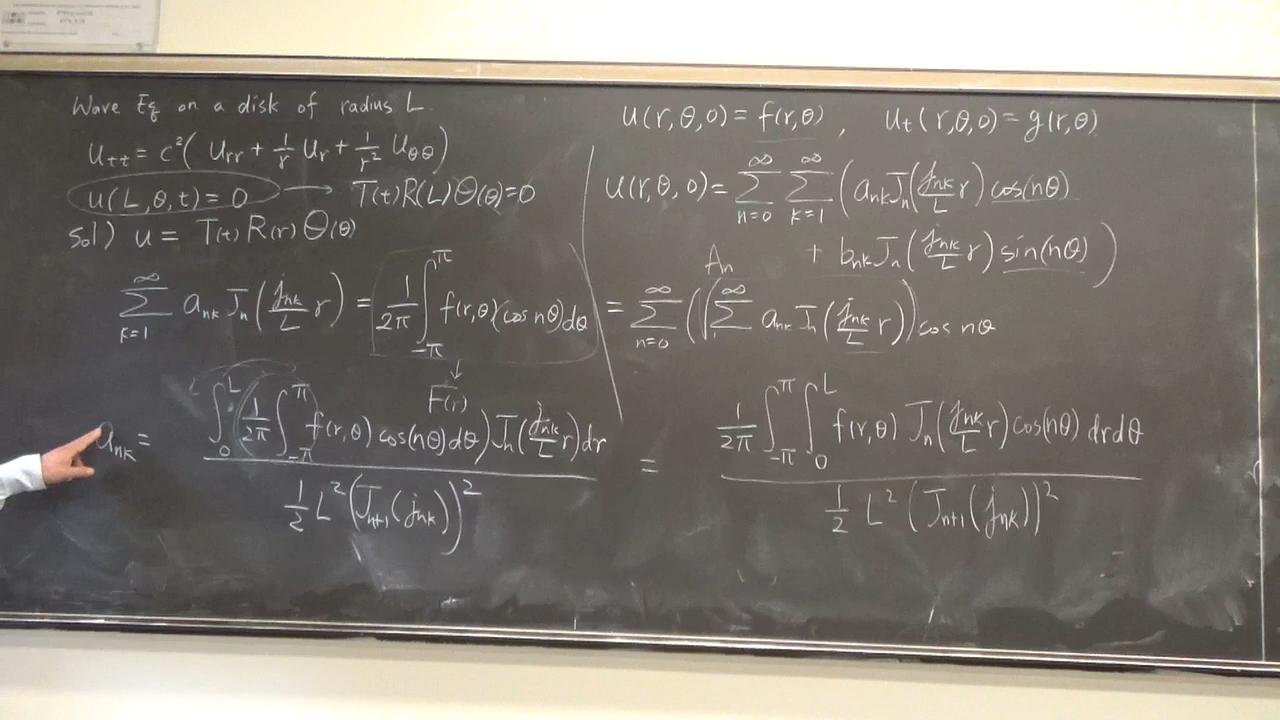 Wave Eq on a disk of radius L.
u_tt = c²( u_rr + 1/r u_r + 1/r² u_θθ )
u(L,θ,t) = 0 → T(t)R(L)Θ(θ)=0
sol) u = T(t) R(r) Θ(θ)
∑_{k=1}^{∞} a_nk J_n(j_nk/L r) = 1/2π ∫_{-π}^{π} f(r,θ)(cos nθ)dθ
F(r)
a_nk = ∫_0^L (1/2π ∫_{-π}^{π} f(r,θ) cos(nθ)dθ) J_n(j_nk/L r)dr / 1/2 L² (J_{n+1}(j_nk))²
u(r,θ,0) = f(r,θ) , u_t(r,θ,0) = g(r,θ)
u(r,θ,0) = ∑_{n=0}^{∞} ∑_{k=1}^{∞} ( a_nk J_n(j_nk/L r) cos(nθ)
+ b_nk J_n(j_nk/L r) sin(nθ) )
A_n
= ∑_{n=0}^{∞} ((∑^{∞} a_nk J_n(j_nk/L r)) cos nθ
= 1/2π ∫_{-π}^{π} ∫_0^L f(r,θ) J_n(j_nk/L r) cos(nθ) dr dθ / 1/2 L² (J_{n+1}(j_nk))²